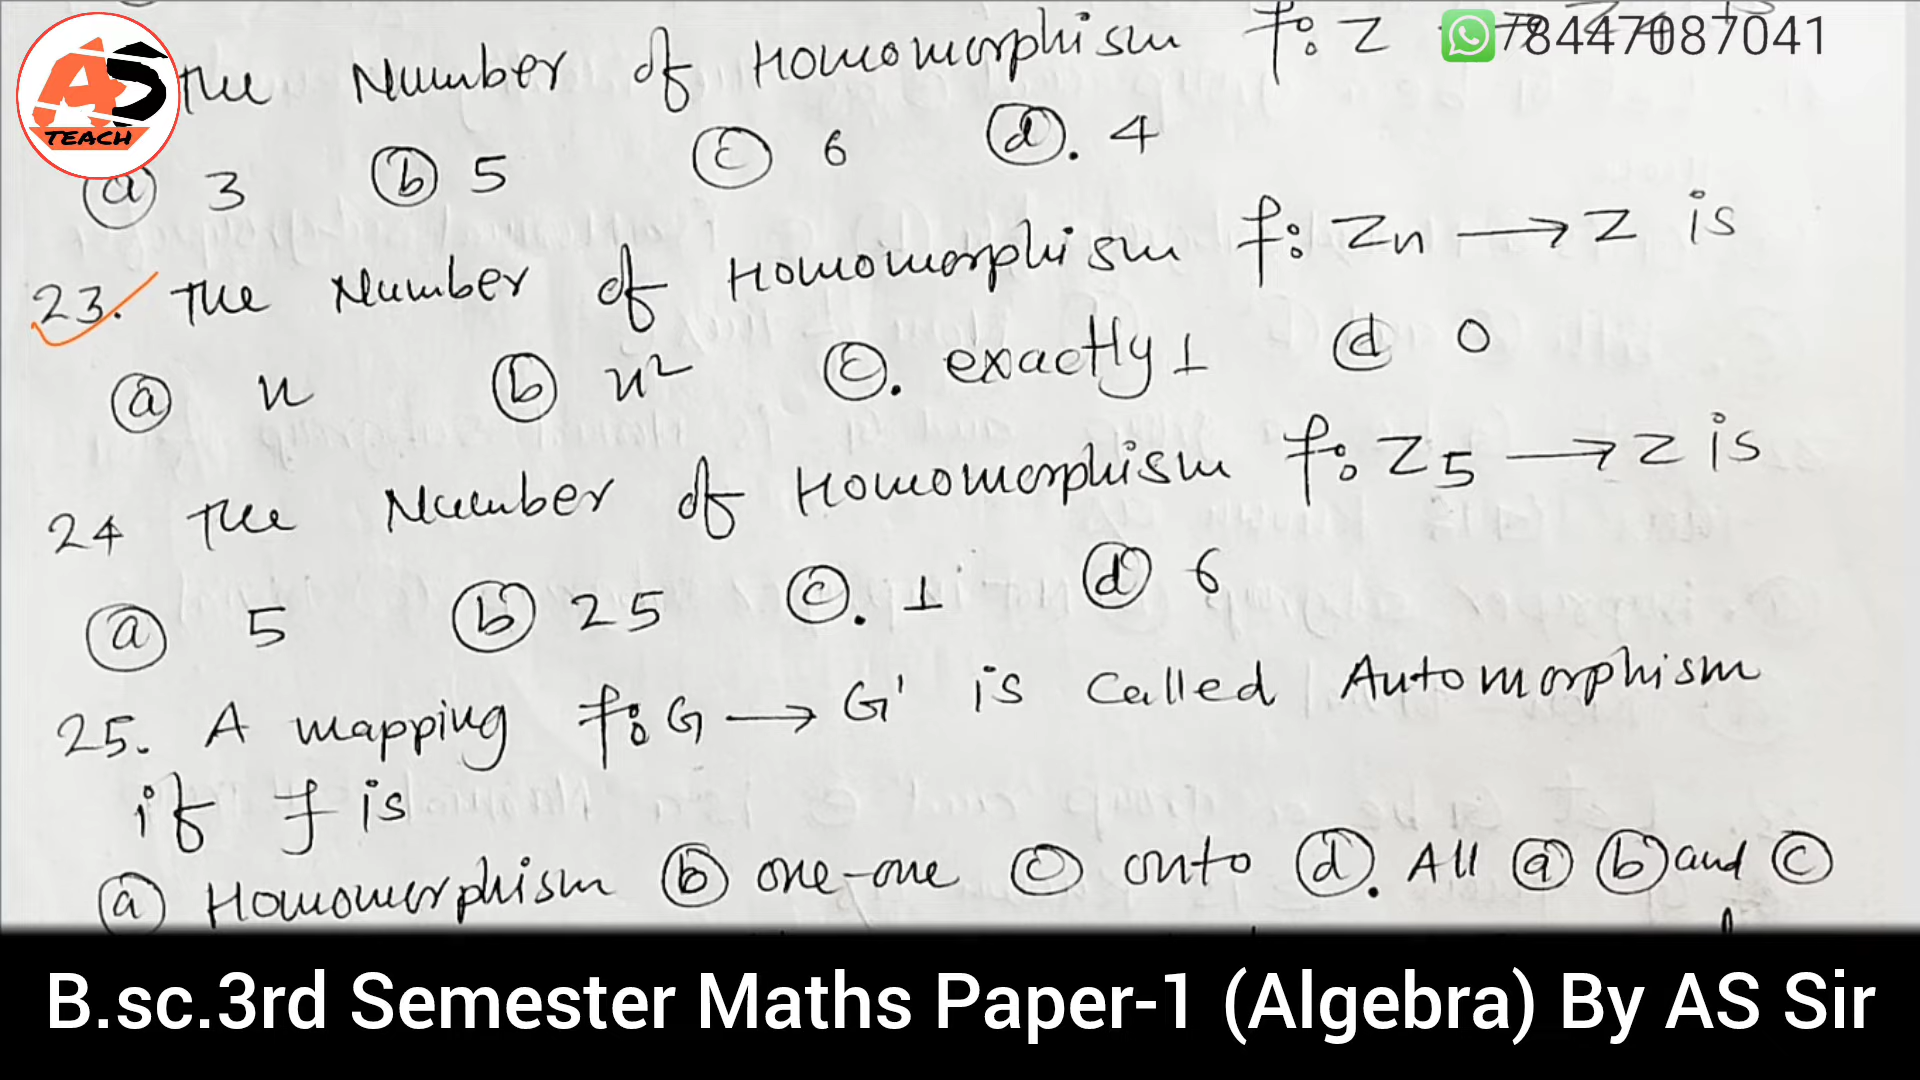 AS
TEACH
The Number of Homomorphism f: Z
78447087041
ⓐ 3 ⓑ 5 ⓒ 6 ⓓ. 4
23. The Number of Homomorphism f: Zn → Z is
ⓐ n ⓑ n² ⓒ. exactly 1 ⓓ 0
24 The Number of Homomorphism f: Z5 → Z is
ⓐ 5 ⓑ 25 ⓒ. 1 ⓓ 6
25. A mapping f: G → G' is called Automorphism
if f is
ⓐ Homomorphism ⓑ one-one ⓒ onto ⓓ. All ⓐ ⓑ and ⓒ
B.sc.3rd Semester Maths Paper-1 (Algebra) By AS Sir